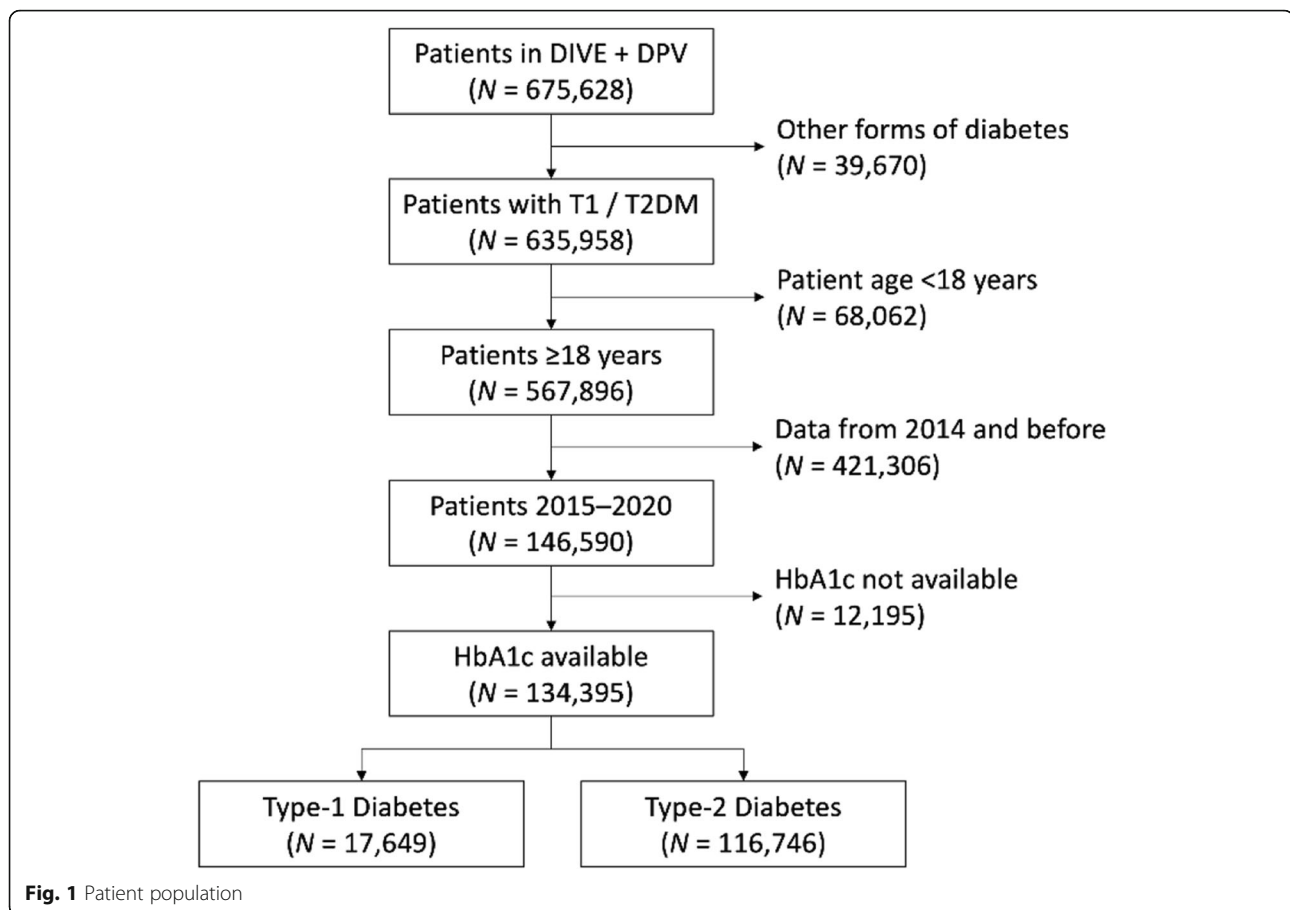 Patients in DIVE + DPV
(N = 675,628)
Other forms of diabetes
(N = 39,670)
Patients with T1 / T2DM
(N = 635,958)
Patient age <18 years
(N = 68,062)
Patients ≥18 years
(N = 567,896)
Data from 2014 and before
(N = 421,306)
Patients 2015–2020
(N = 146,590)
HbA1c not available
(N = 12,195)
HbA1c available
(N = 134,395)
Type-1 Diabetes
(N = 17,649)
Type-2 Diabetes
(N = 116,746)
Fig. 1 Patient population